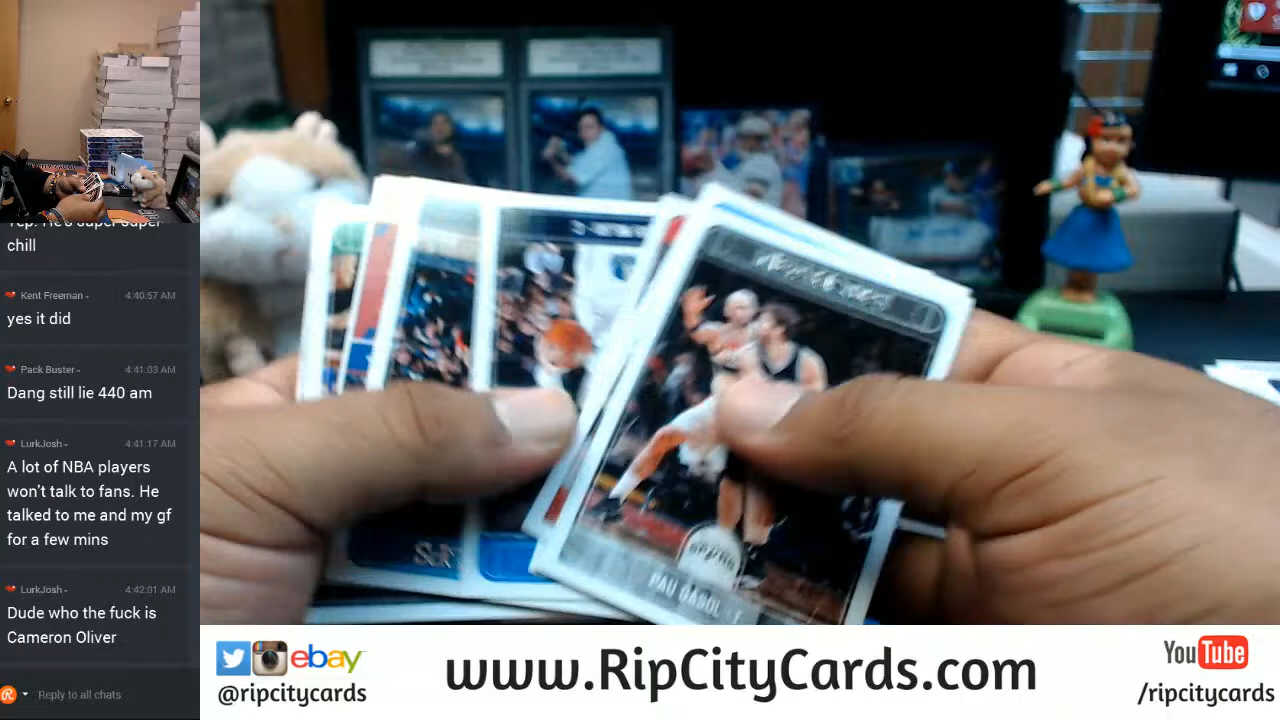 chill
Kent Freeman - 4:40:57 AM
yes it did
Pack Buster - 4:41:03 AM
Dang still lie 440 am
LurkJosh - 4:41:17 AM
A lot of NBA players
won't talk to fans. He
talked to me and my gf
for a few mins
LurkJosh - 4:42:01 AM
Dude who the fuck is
Cameron Oliver
Reply to all chats
PAU GASOL
SPURS
ebay
@ripcitycards
www.RipCityCards.com
YouTube
/ripcitycards